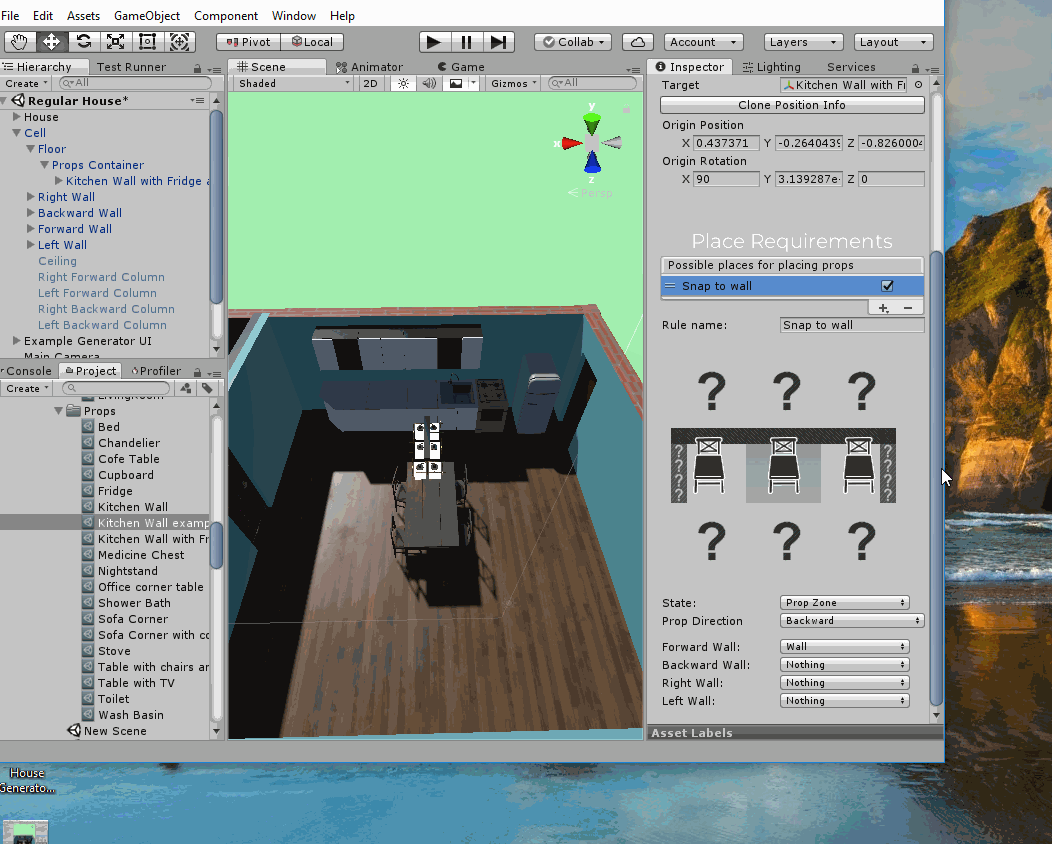 File Edit Assets GameObject Component Window Help
Pivot Local Collab Account Layers Layout
Hierarchy Test Runner
Create All
Regular House*
House
Cell
Floor
Props Container
Kitchen Wall with Fridge a
Right Wall
Backward Wall
Forward Wall
Left Wall
Ceiling
Right Forward Column
Left Forward Column
Right Backward Column
Left Backward Column
Example Generator UI
Main Camera
Console Project Profiler
Create
LivingRoom
Props
Bed
Chandelier
Cofe Table
Cupboard
Fridge
Kitchen Wall
Kitchen Wall examp
Kitchen Wall with Fr
Medicine Chest
Nightstand
Office corner table
Shower Bath
Sofa Corner
Sofa Corner with co
Stove
Table with chairs ar
Table with TV
Toilet
Wash Basin
New Scene
Scene Animator Game
Shaded 2D Gizmos All
y
x
z
Persp
Inspector Lighting Services
Target Kitchen Wall with Fr
Clone Position Info
Origin Position
X 0.437371 Y -0.2640439 Z -0.8260004
Origin Rotation
X 90 Y 3.139287e- Z 0
Place Requirements
Possible places for placing props
Snap to wall
Rule name: Snap to wall
? ? ?
? ?
? ?
? ?
? ?
? ? ?
State: Prop Zone
Prop Direction Backward
Forward Wall: Wall
Backward Wall: Nothing
Right Wall: Nothing
Left Wall: Nothing
Asset Labels
House
Generato...